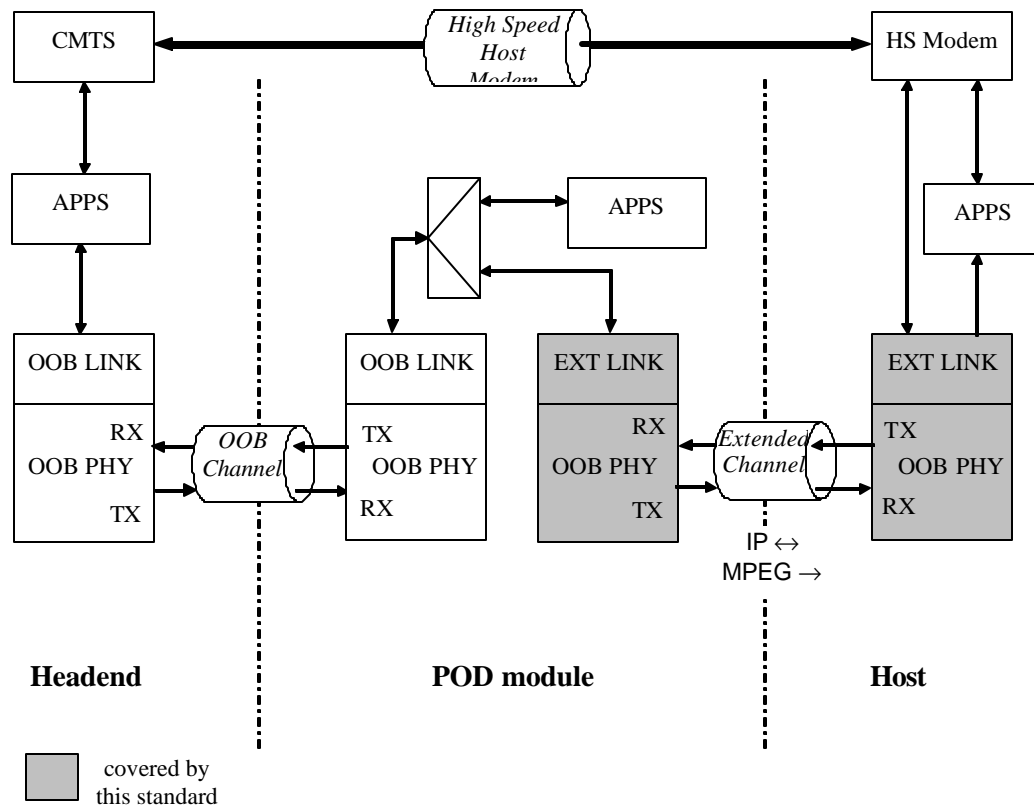 CMTS
High Speed
Host
Modem
HS Modem
APPS
APPS
APPS
OOB LINK
OOB LINK
EXT LINK
EXT LINK
RX
OOB PHY
TX
OOB
Channel
TX
OOB PHY
RX
RX
OOB PHY
TX
Extended
Channel
TX
OOB PHY
RX
IP ↔
MPEG →
Headend
POD module
Host
covered by
this standard